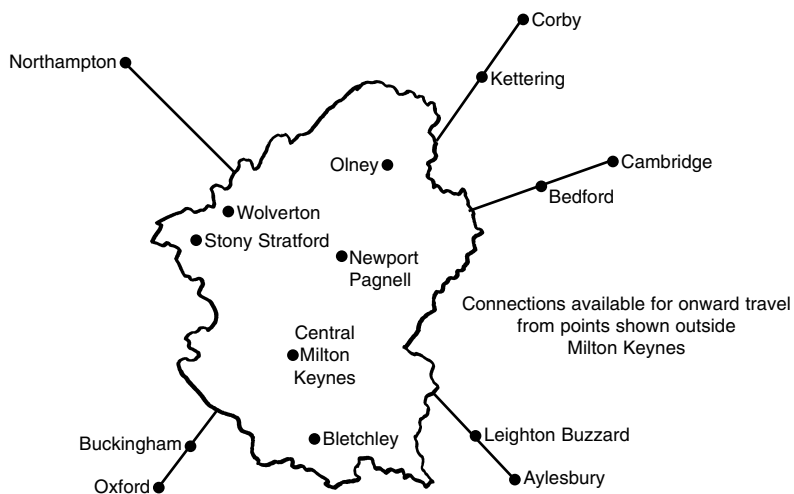 Corby
Northampton
Kettering
Olney
Cambridge
Bedford
Wolverton
Stony Stratford
Newport
Pagnell
Connections available for onward travel
from points shown outside
Milton Keynes
Central
Milton
Keynes
Buckingham
Bletchley
Leighton Buzzard
Oxford
Aylesbury